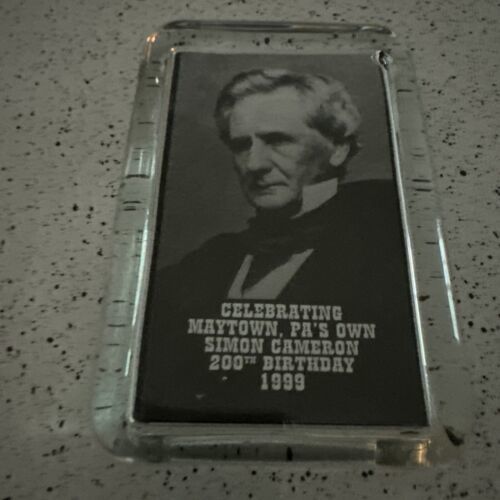 CELEBRATING
MAYTOWN, PA'S OWN
SIMON CAMERON
200TH BIRTHDAY
1999